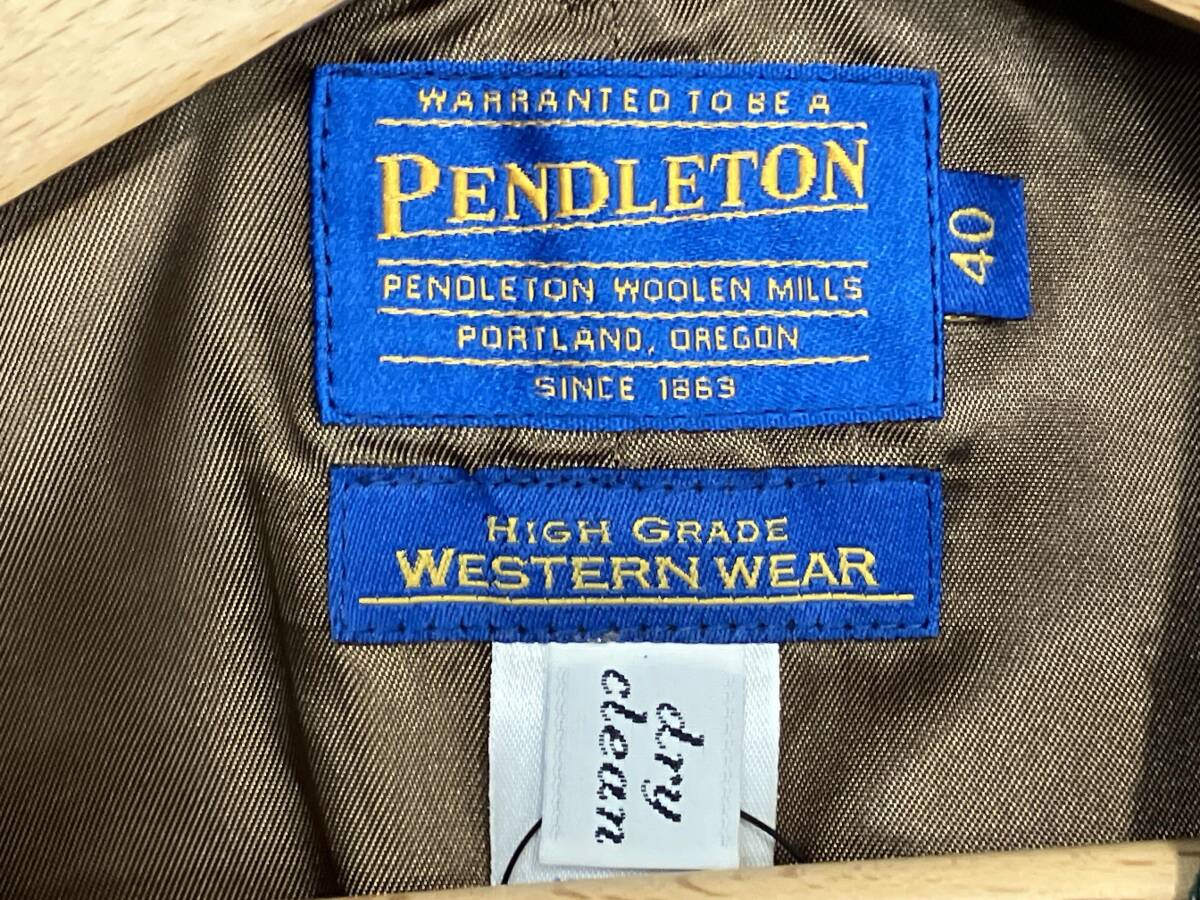 WARRANTED TO BE A
PENDLETON
PENDLETON WOOLEN MILLS
PORTLAND, OREGON
SINCE 1863
40
HIGH GRADE
WESTERN WEAR
dry
clean